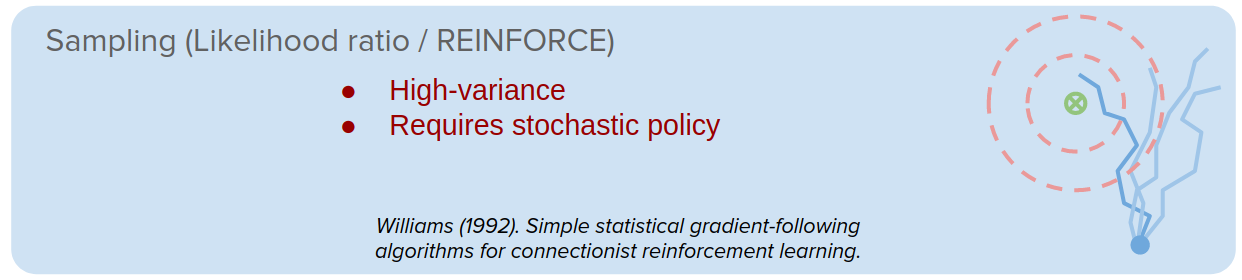 Sampling (Likelihood ratio / REINFORCE)
● High-variance
● Requires stochastic policy
Williams (1992). Simple statistical gradient-following
algorithms for connectionist reinforcement learning.